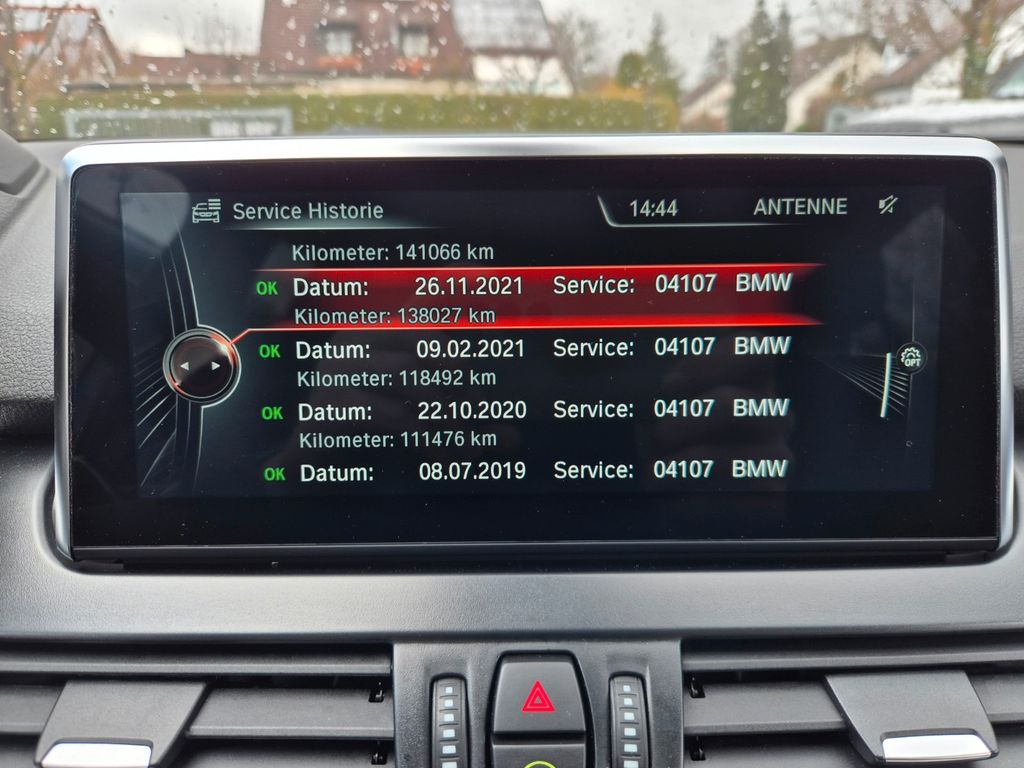 Service Historie 14:44 ANTENNE
Kilometer: 141066 km
OK Datum: 26.11.2021 Service: 04107 BMW
Kilometer: 138027 km
OK Datum: 09.02.2021 Service: 04107 BMW
Kilometer: 118492 km
OPT
OK Datum: 22.10.2020 Service: 04107 BMW
Kilometer: 111476 km
OK Datum: 08.07.2019 Service: 04107 BMW